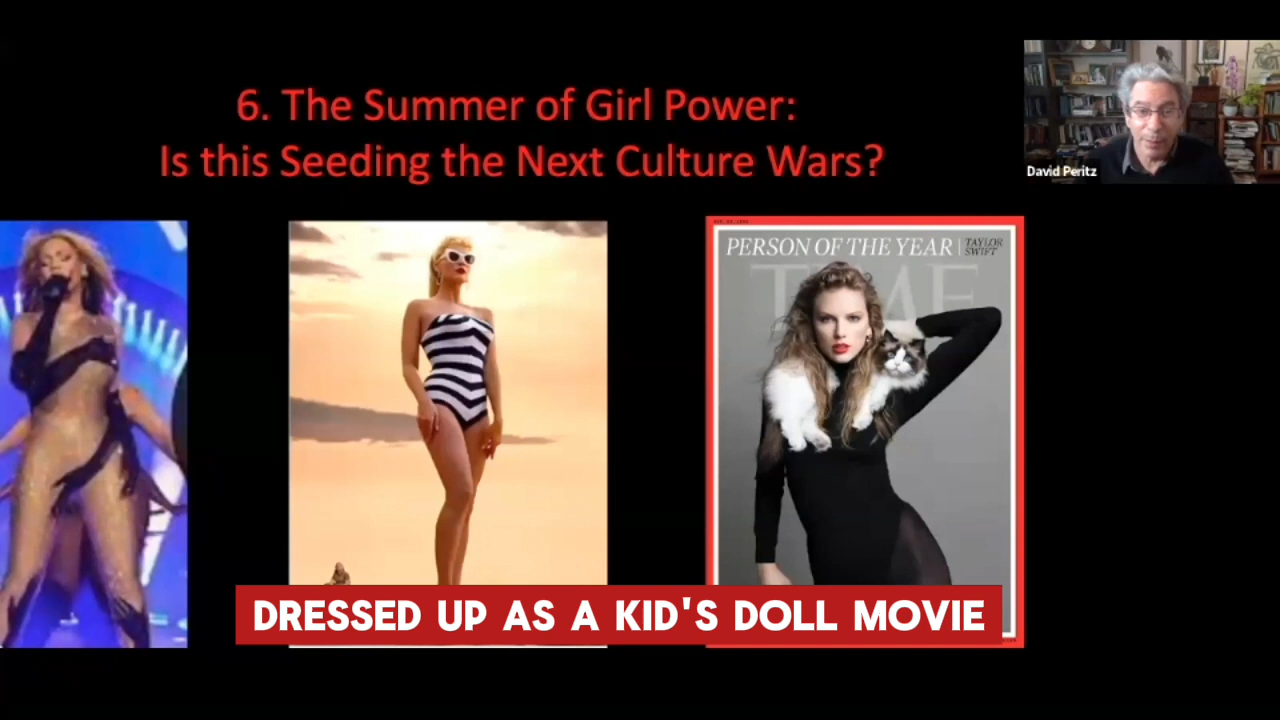 6. The Summer of Girl Power:
Is this Seeding the Next Culture Wars?
David Peritz
PERSON OF THE YEAR | TAYLOR SWIFT
TIME
DRESSED UP AS A KID'S DOLL MOVIE